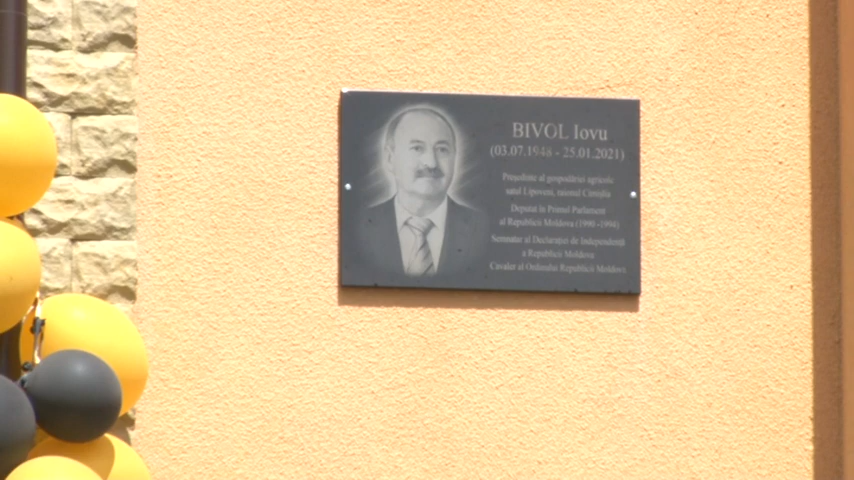 BIVOL Iovu
(03.07.1948 - 25.01.2021)
Președinte al gospodăriei agricole
satul Lipoveni, raionul Cimișlia
Deputat în Primul Parlament
al Republicii Moldova (1990 -1994)
Semnatar al Declarației de Independență
a Republicii Moldova
Cavaler al Ordinului Republicii Moldova